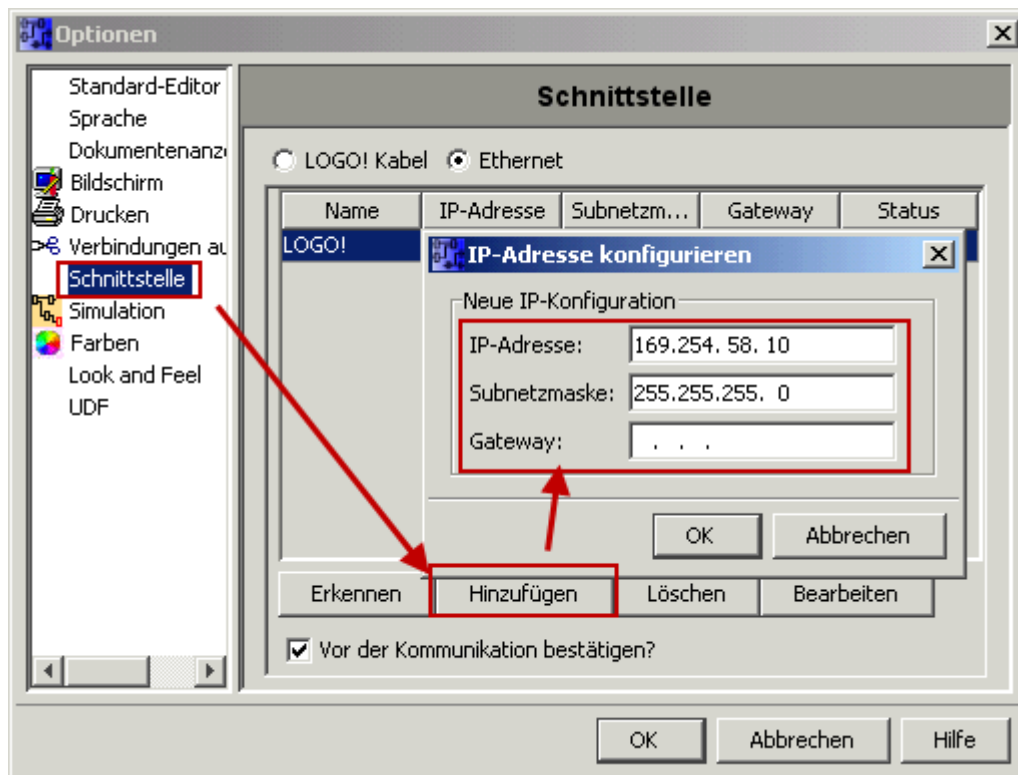 Optionen
Standard-Editor
Sprache
Dokumentenanz
Bildschirm
Drucken
Verbindungen au
Schnittstelle
Simulation
Farben
Look and Feel
UDF
Schnittstelle
LOGO! Kabel Ethernet
Name IP-Adresse Subnetzm... Gateway Status
LOGO!
IP-Adresse konfigurieren
Neue IP-Konfiguration
IP-Adresse: 169.254. 58. 10
Subnetzmaske: 255.255.255. 0
Gateway: . . .
OK Abbrechen
Erkennen Hinzufügen Löschen Bearbeiten
Vor der Kommunikation bestätigen?
OK Abbrechen Hilfe